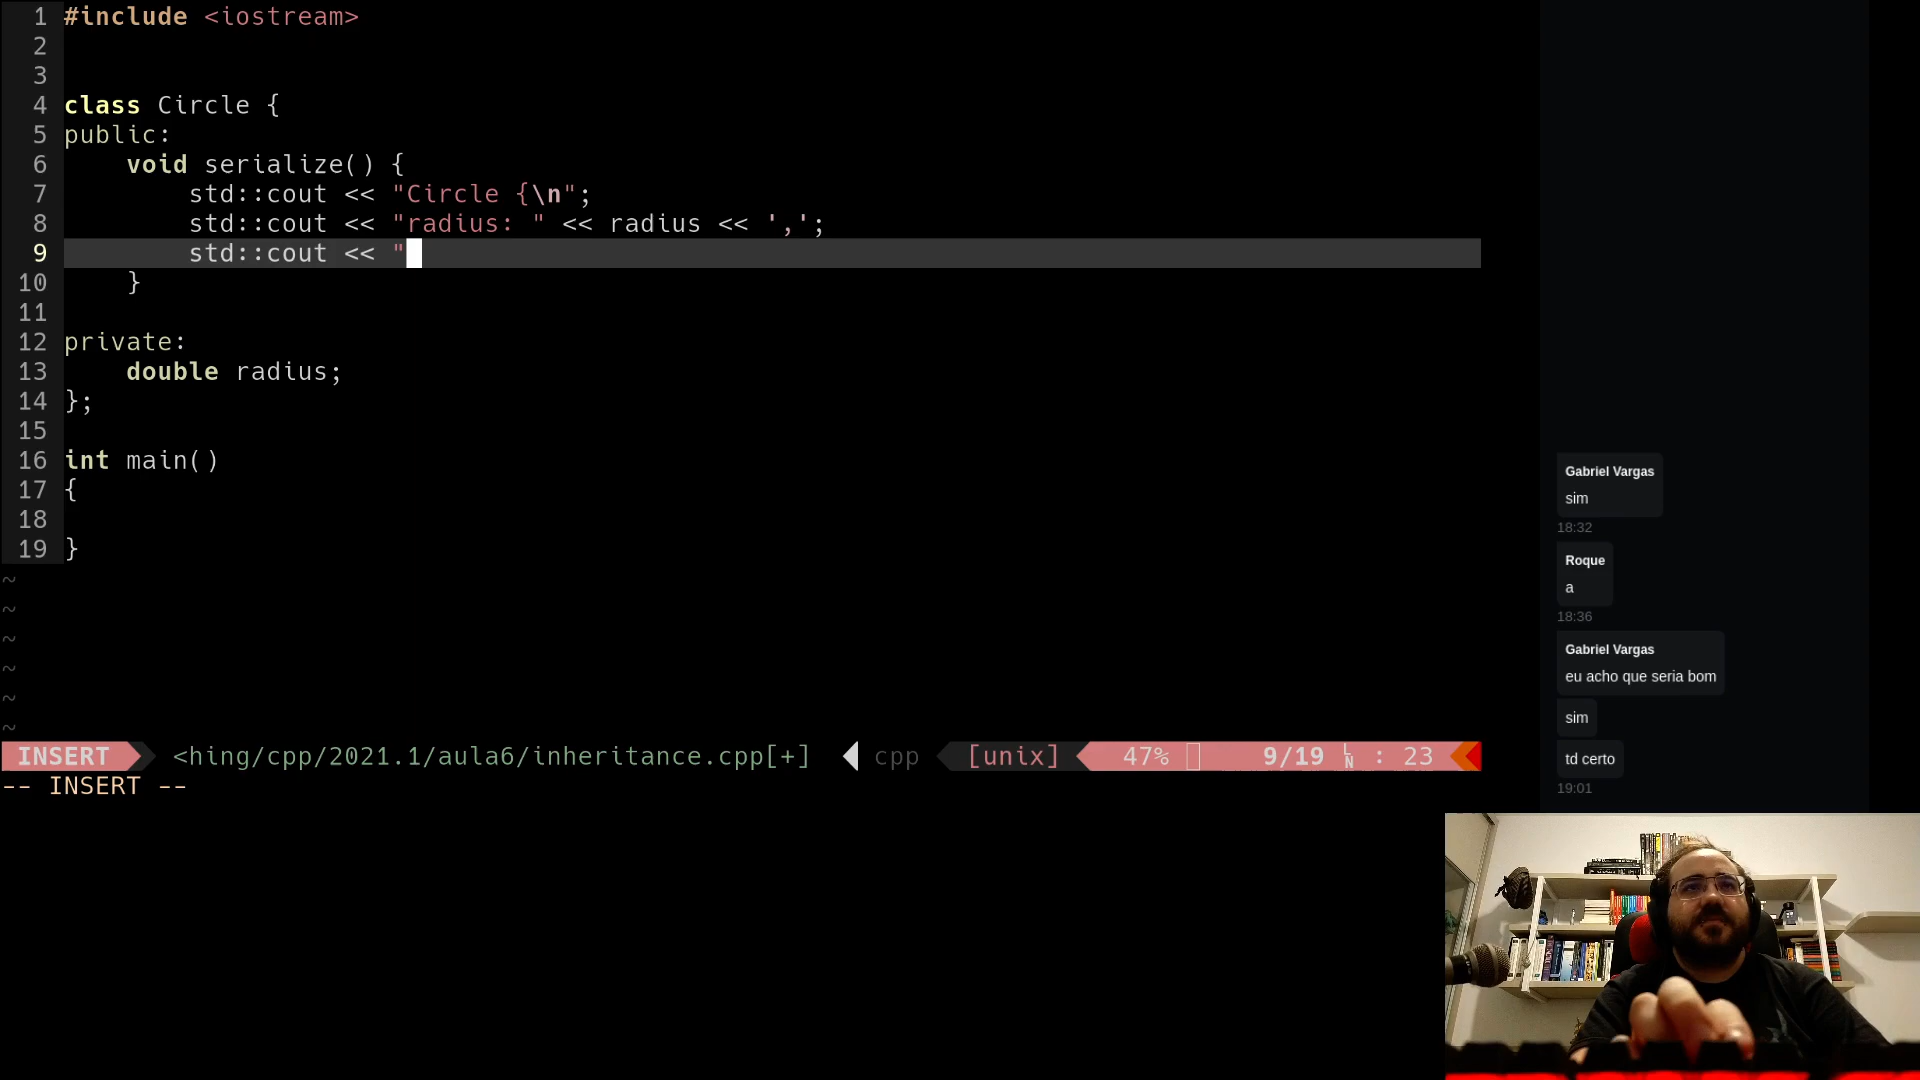 1 #include <iostream>
2
3
4 class Circle {
5 public:
6     void serialize() {
7         std::cout << "Circle {\n";
8         std::cout << "radius: " << radius << ',';
9         std::cout << "
10     }
11
12 private:
13     double radius;
14 };
15
16 int main()
17 {
18
19 }
~
~
~
~
~
~
INSERT <hing/cpp/2021.1/aula6/inheritance.cpp[+] cpp [unix] 47% 9/19 LN : 23
-- INSERT --
Gabriel Vargas
sim
18:32
Roque
a
18:36
Gabriel Vargas
eu acho que seria bom
sim
td certo
19:01